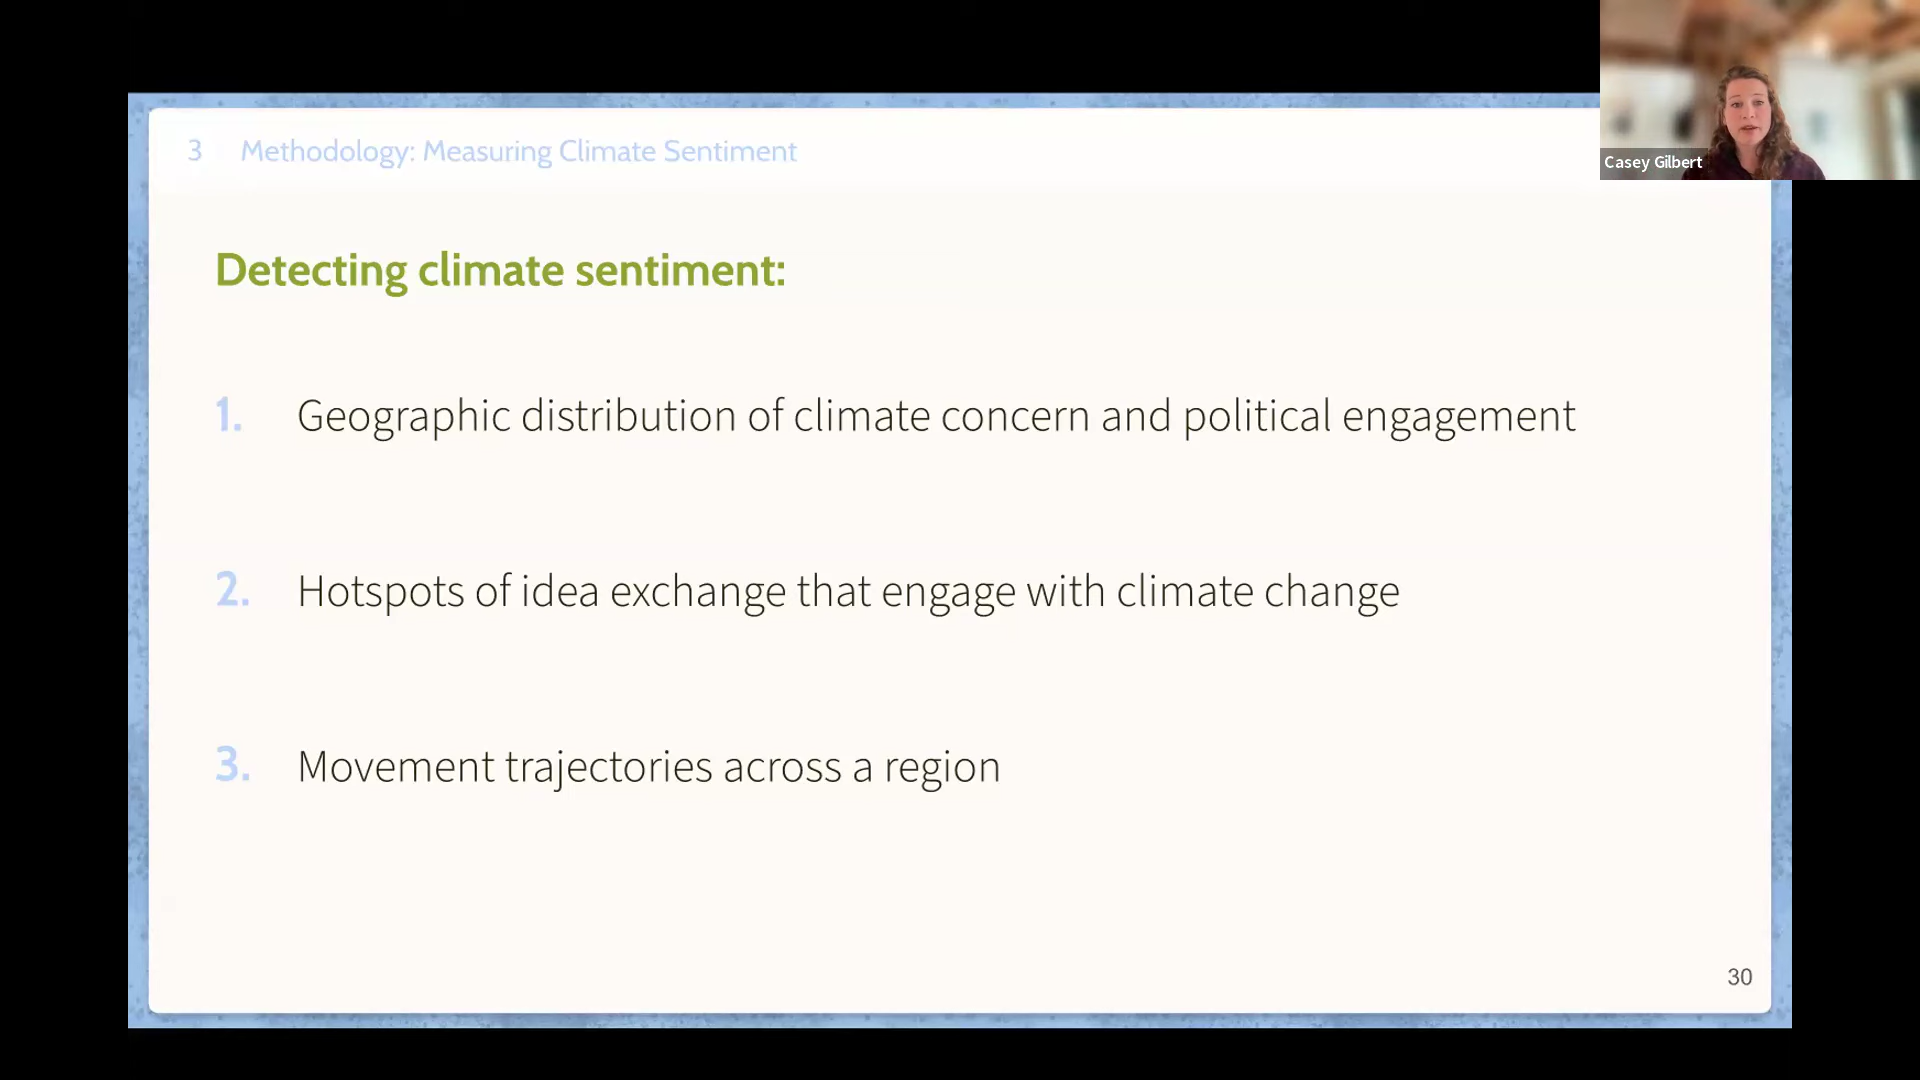 Casey Gilbert
3 Methodology: Measuring Climate Sentiment
Detecting climate sentiment:
1. Geographic distribution of climate concern and political engagement
2. Hotspots of idea exchange that engage with climate change
3. Movement trajectories across a region
30